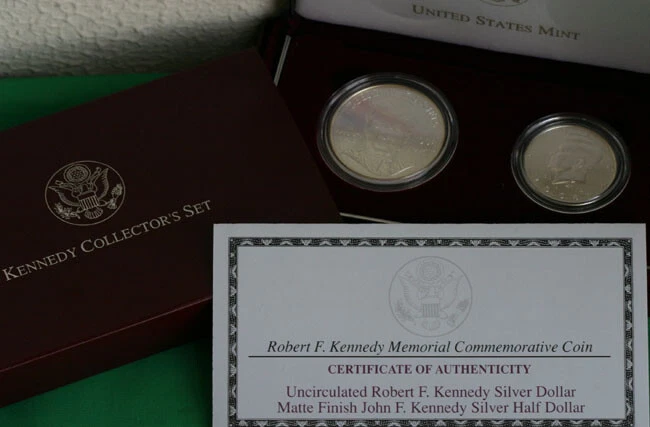 UNITED STATES MINT
KENNEDY COLLECTOR'S SET
Robert F. Kennedy Memorial Commemorative Coin
CERTIFICATE OF AUTHENTICITY
Uncirculated Robert F. Kennedy Silver Dollar
Matte Finish John F. Kennedy Silver Half Dollar